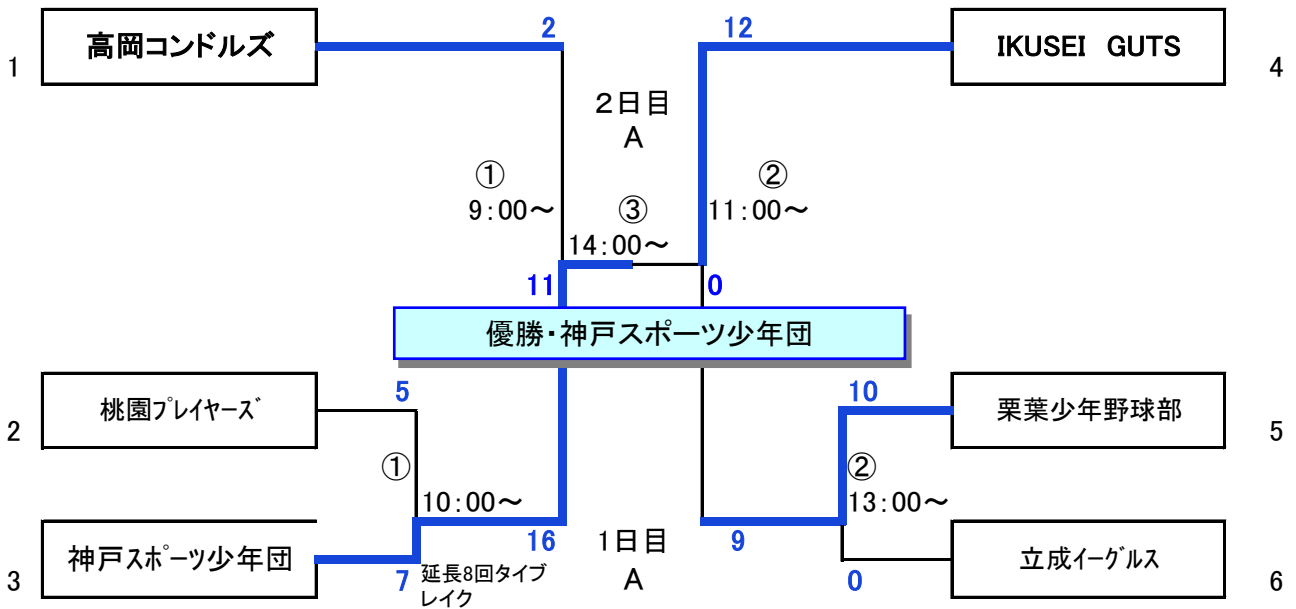 高岡コンドルズ
2
12
IKUSEI GUTS
1
4
2日目
A
①
②
9:00～
③
11:00～
14:00～
11
0
優勝・神戸スポーツ少年団
桃園プレイヤーズ
5
10
栗葉少年野球部
2
5
①
②
10:00～
13:00～
神戸スポーツ少年団
16
1日目
9
立成イーグルス
3
7
延長8回タイブ
レイク
A
0
6